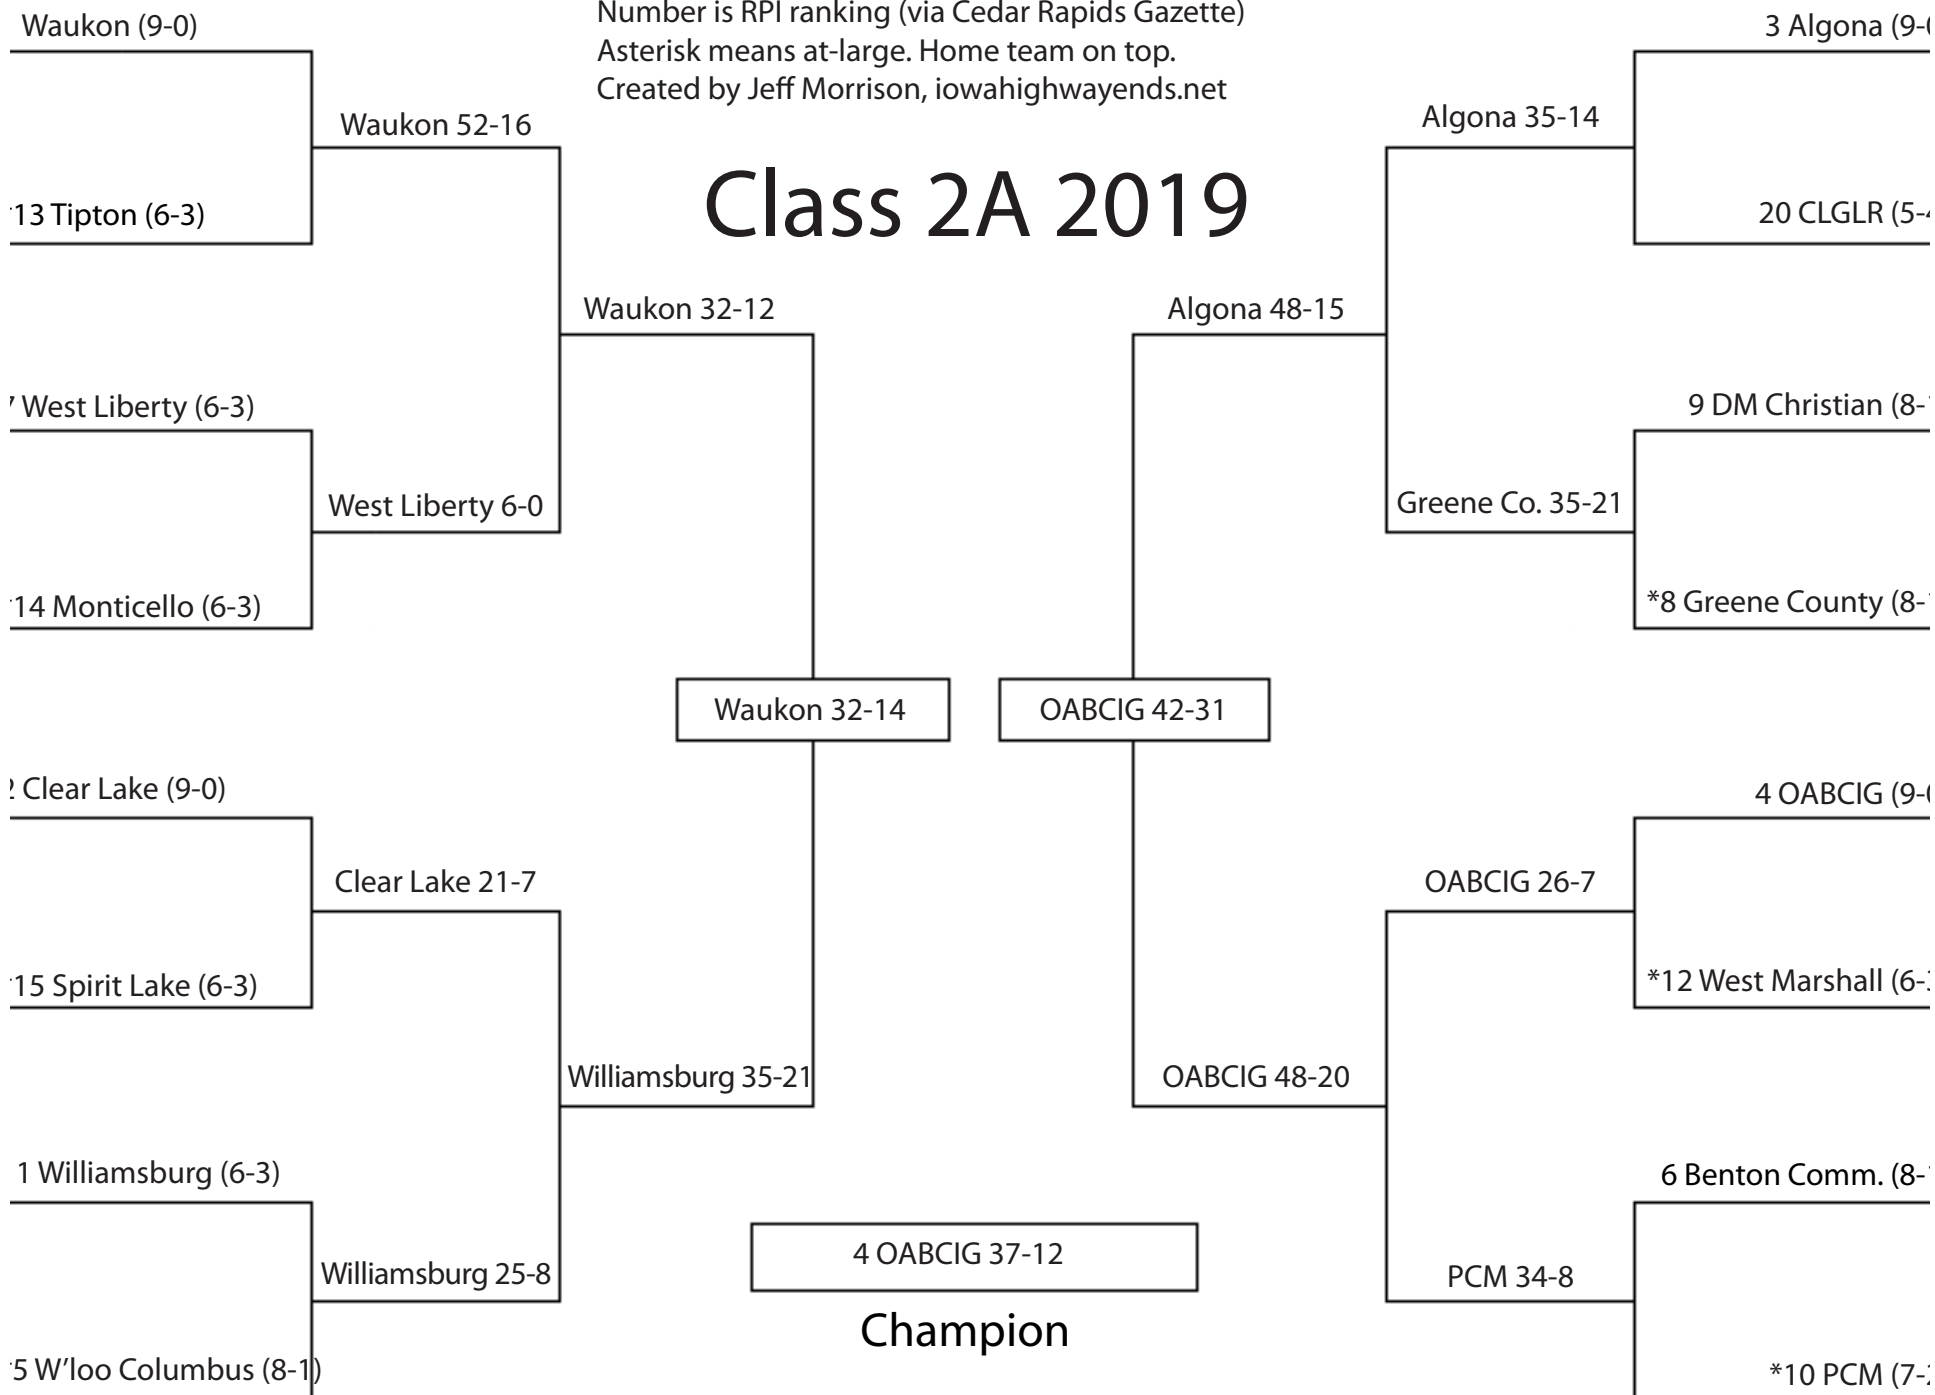 Waukon (9-0)
13 Tipton (6-3)
Waukon 52-16
West Liberty (6-3)
14 Monticello (6-3)
West Liberty 6-0
Waukon 32-12
Clear Lake (9-0)
15 Spirit Lake (6-3)
Clear Lake 21-7
1 Williamsburg (6-3)
5 W'loo Columbus (8-1)
Williamsburg 25-8
Williamsburg 35-21
Number is RPI ranking (via Cedar Rapids Gazette)
Asterisk means at-large. Home team on top.
Created by Jeff Morrison, iowahighwayends.net
Class 2A 2019
Waukon 32-14
OABCIG 42-31
4 OABCIG 37-12
Champion
Algona 48-15
Algona 35-14
3 Algona (9-
20 CLGLR (5-
Greene Co. 35-21
9 DM Christian (8-
*8 Greene County (8-
OABCIG 48-20
OABCIG 26-7
4 OABCIG (9-
*12 West Marshall (6-
PCM 34-8
6 Benton Comm. (8-
*10 PCM (7-